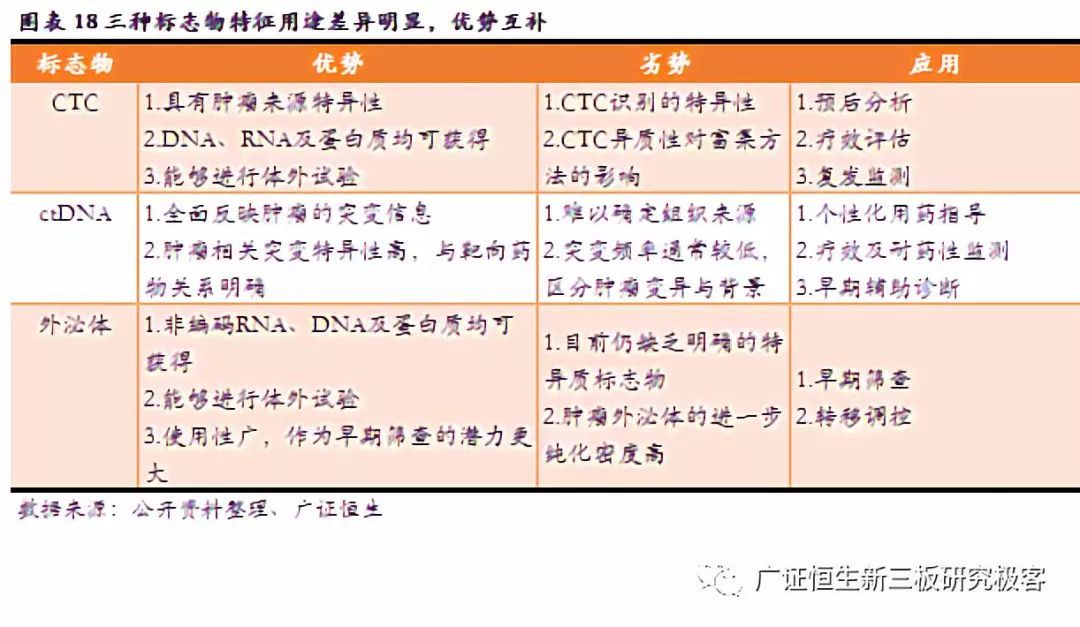 图表 18 三种标志物特征用途差异明显，优势互补
标志物 优势 劣势 应用
CTC
1.具有肿瘤来源特异性
2.DNA、RNA及蛋白质均可获得
3.能够进行体外试验
1.CTC识别的特异性
2.CTC异质性对富集方
法的影响
1.预后分析
2.疗效评估
3.复发监测
ctDNA
1.全面反映肿瘤的突变信息
2.肿瘤相关突变特异性高，与靶向药
物关系明确
1.难以确定组织来源
2.突变频率通常较低，
区分肿瘤变异与背景
1.个性化用药指导
2.疗效及耐药性监测
3.早期辅助诊断
外泌体
1.非编码RNA、DNA及蛋白质均可
获得
2.能够进行体外试验
3.使用性广，作为早期筛查的潜力更
大
1.目前仍缺乏明确的特
异质标志物
2.肿瘤外泌体的进一步
纯化密度高
1.早期筛查
2.转移调控
数据来源：公开资料整理、广证恒生
广证恒生新三板研究极客